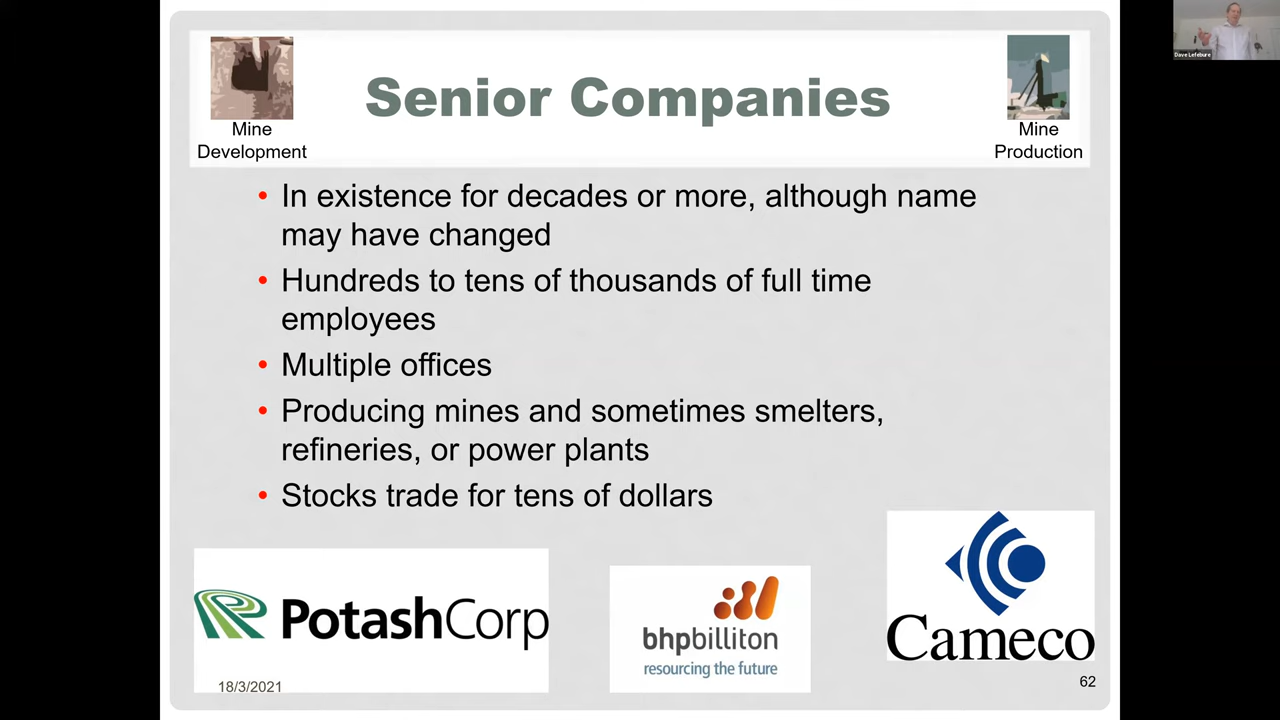 Senior Companies
Mine
Development
Mine
Production
• In existence for decades or more, although name
may have changed
• Hundreds to tens of thousands of full time
employees
• Multiple offices
• Producing mines and sometimes smelters,
refineries, or power plants
• Stocks trade for tens of dollars
PotashCorp
bhpbilliton
resourcing the future
Cameco
18/3/2021
62
Dave Lefebure